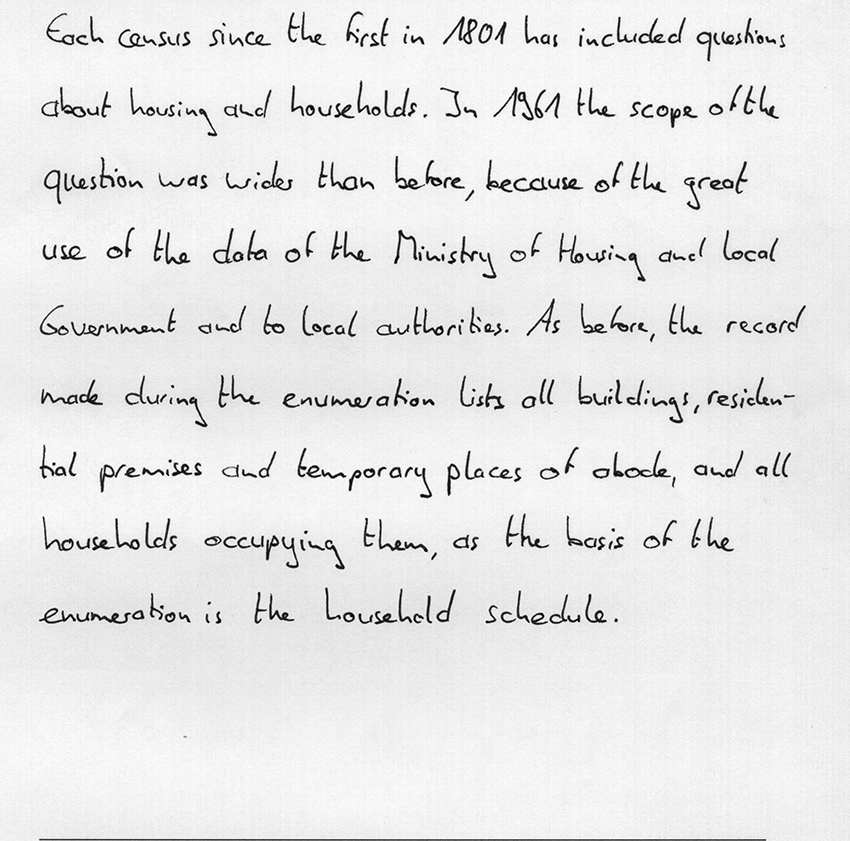 Each census since the first in 1801 has included questions
about housing and households. In 1961 the scope of the
question was wider than before, because of the great
use of the data of the Ministry of Housing and local
Government and to local authorities. As before, the record
made during the enumeration lists all buildings, residen-
tial premises and temporary places of abode, and all
households occupying them, as the basis of the
enumeration is the household schedule.